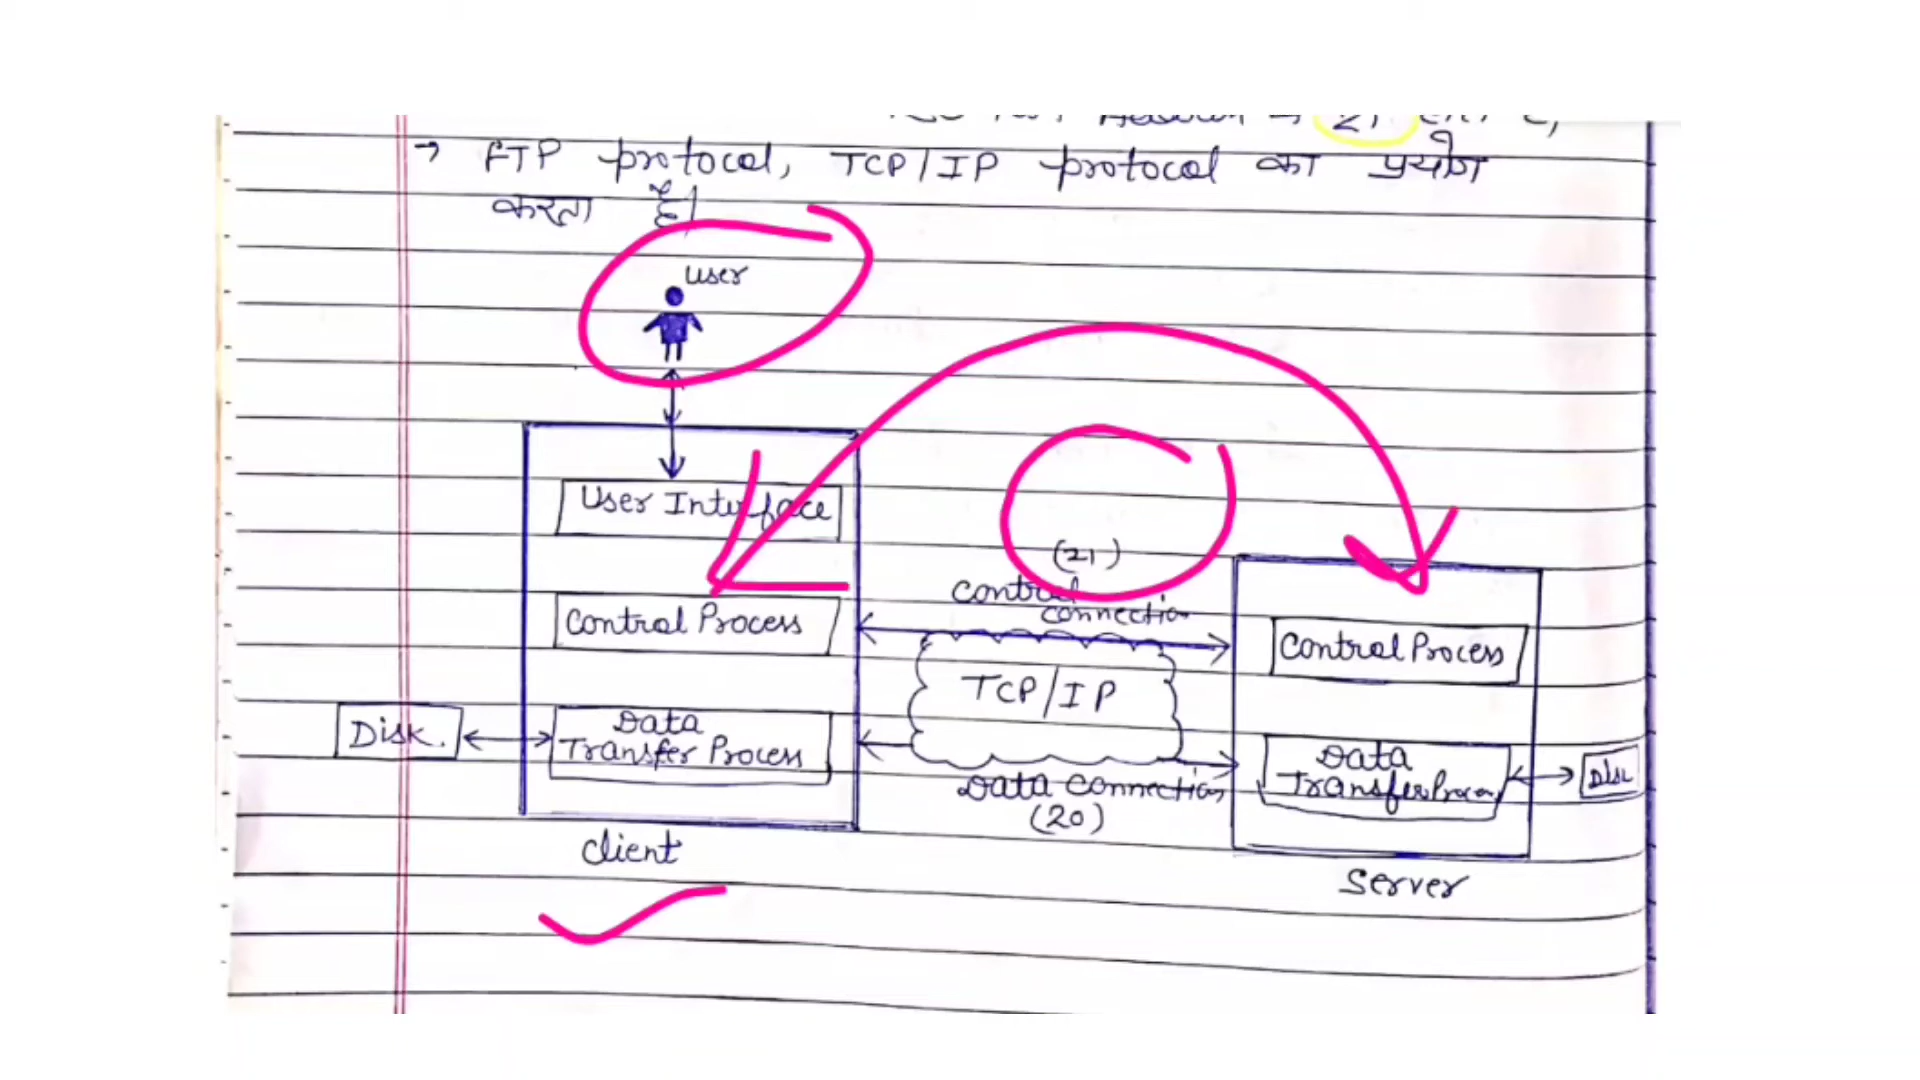 21
→ FTP protocol, TCP/IP protocol का प्रयोग
करता है|
user
User Interface
(21)
Control
connection
Control Process
Control Process
TCP/IP
Disk.
Data
Transfer Process
Data
Transfer
Disk
Data Connection
(20)
Client
Server